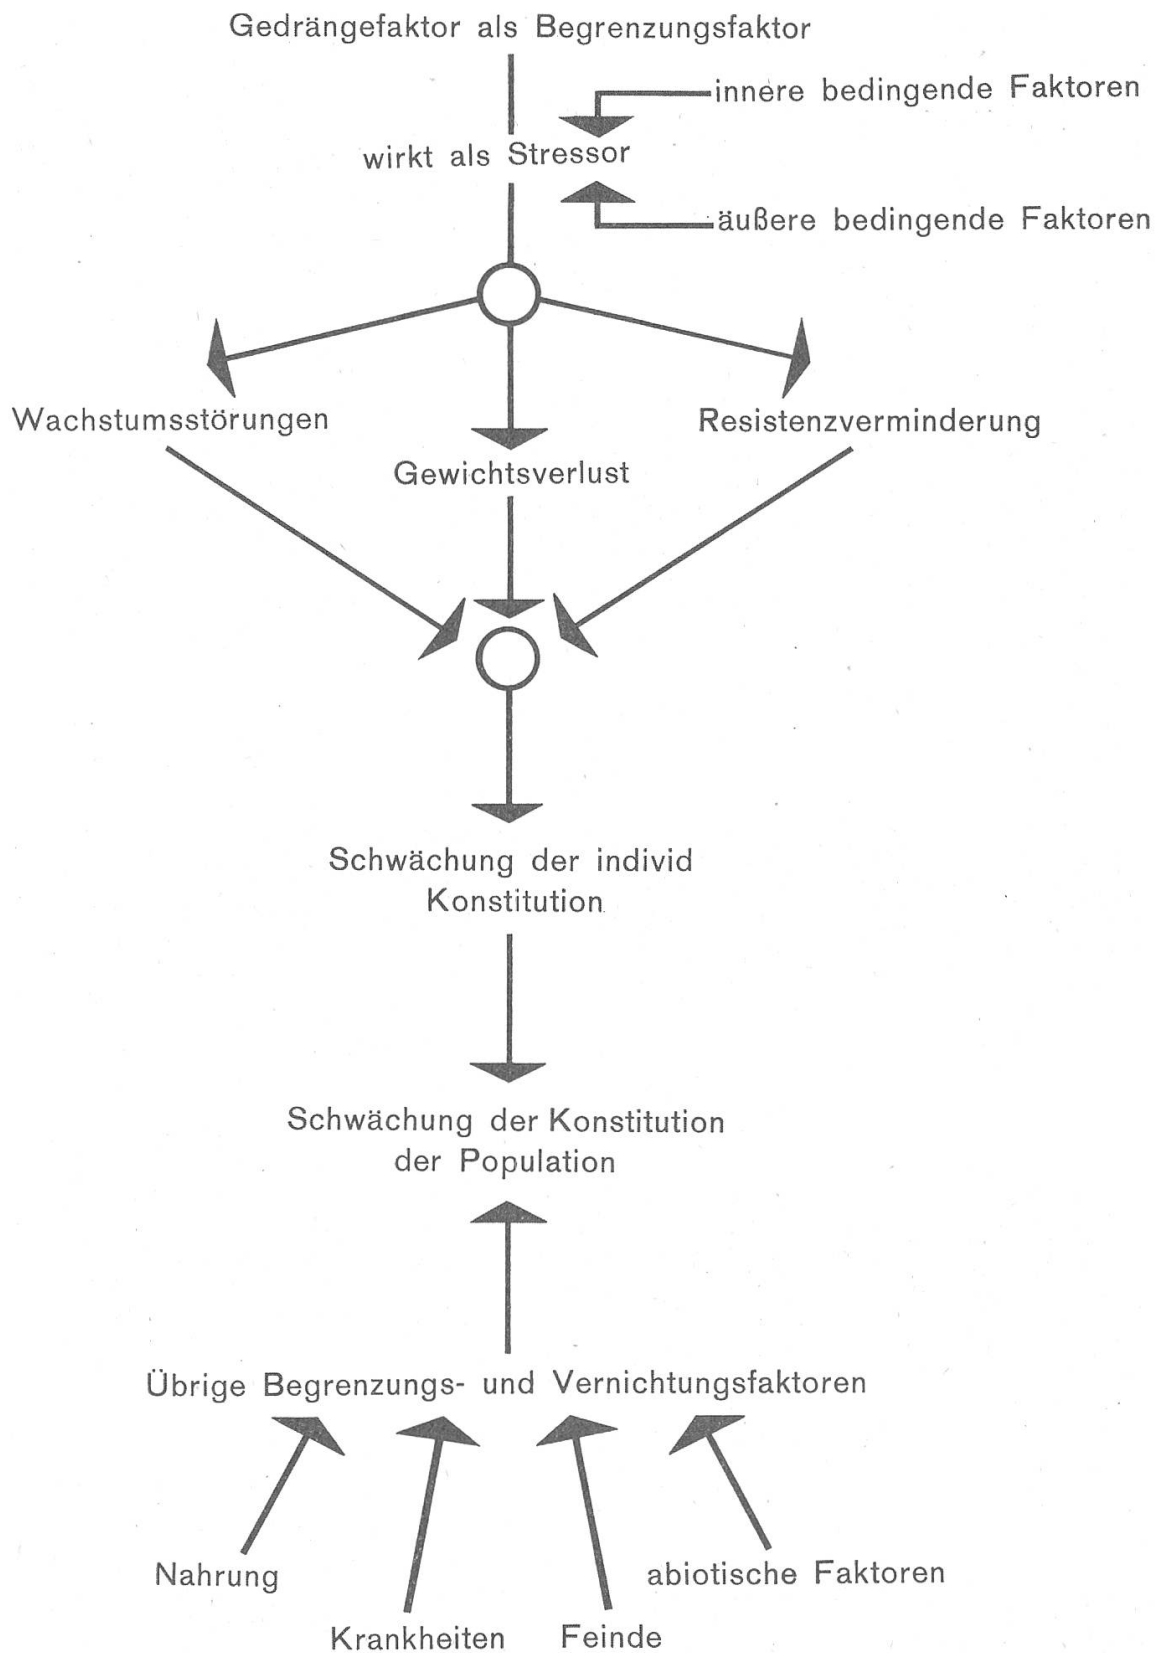 Gedrängefaktor als Begrenzungsfaktor
innere bedingende Faktoren
wirkt als Stressor
äußere bedingende Faktoren
Wachstumsstörungen
Resistenzverminderung
Gewichtsverlust
Schwächung der individ
Konstitution
Schwächung der Konstitution
der Population
Übrige Begrenzungs- und Vernichtungsfaktoren
Nahrung
abiotische Faktoren
Krankheiten
Feinde